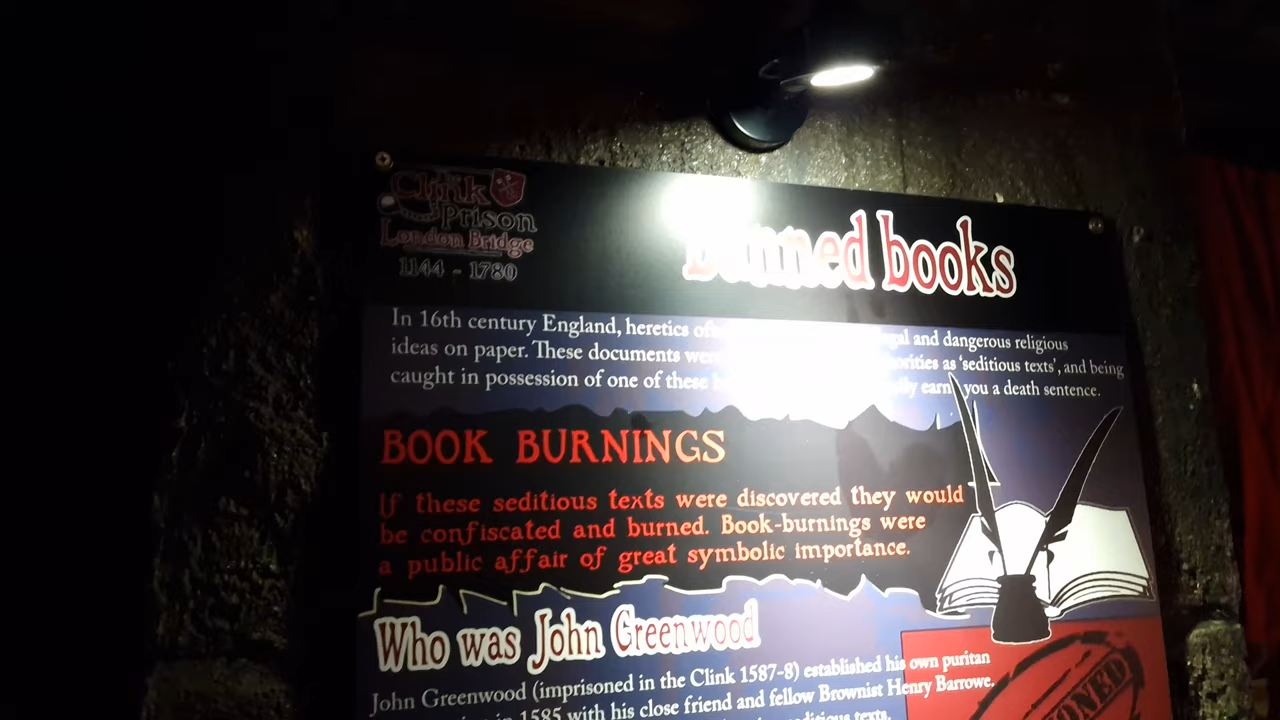 The
Clink
Prison
London Bridge
1144 - 1780
Banned books
In 16th century England, heretics and dangerous religious
ideas on paper. These documents were as 'seditious texts', and being
caught in possession of one of these earn you a death sentence.
BOOK BURNINGS
If these seditious texts were discovered they would
be confiscated and burned. Book-burnings were
a public affair of great symbolic importance.
Who was John Greenwood
John Greenwood (imprisoned in the Clink 1587-8) established his own puritan
in 1585 with his close friend and fellow Brownist Henry Barrowe.
seditious texts.